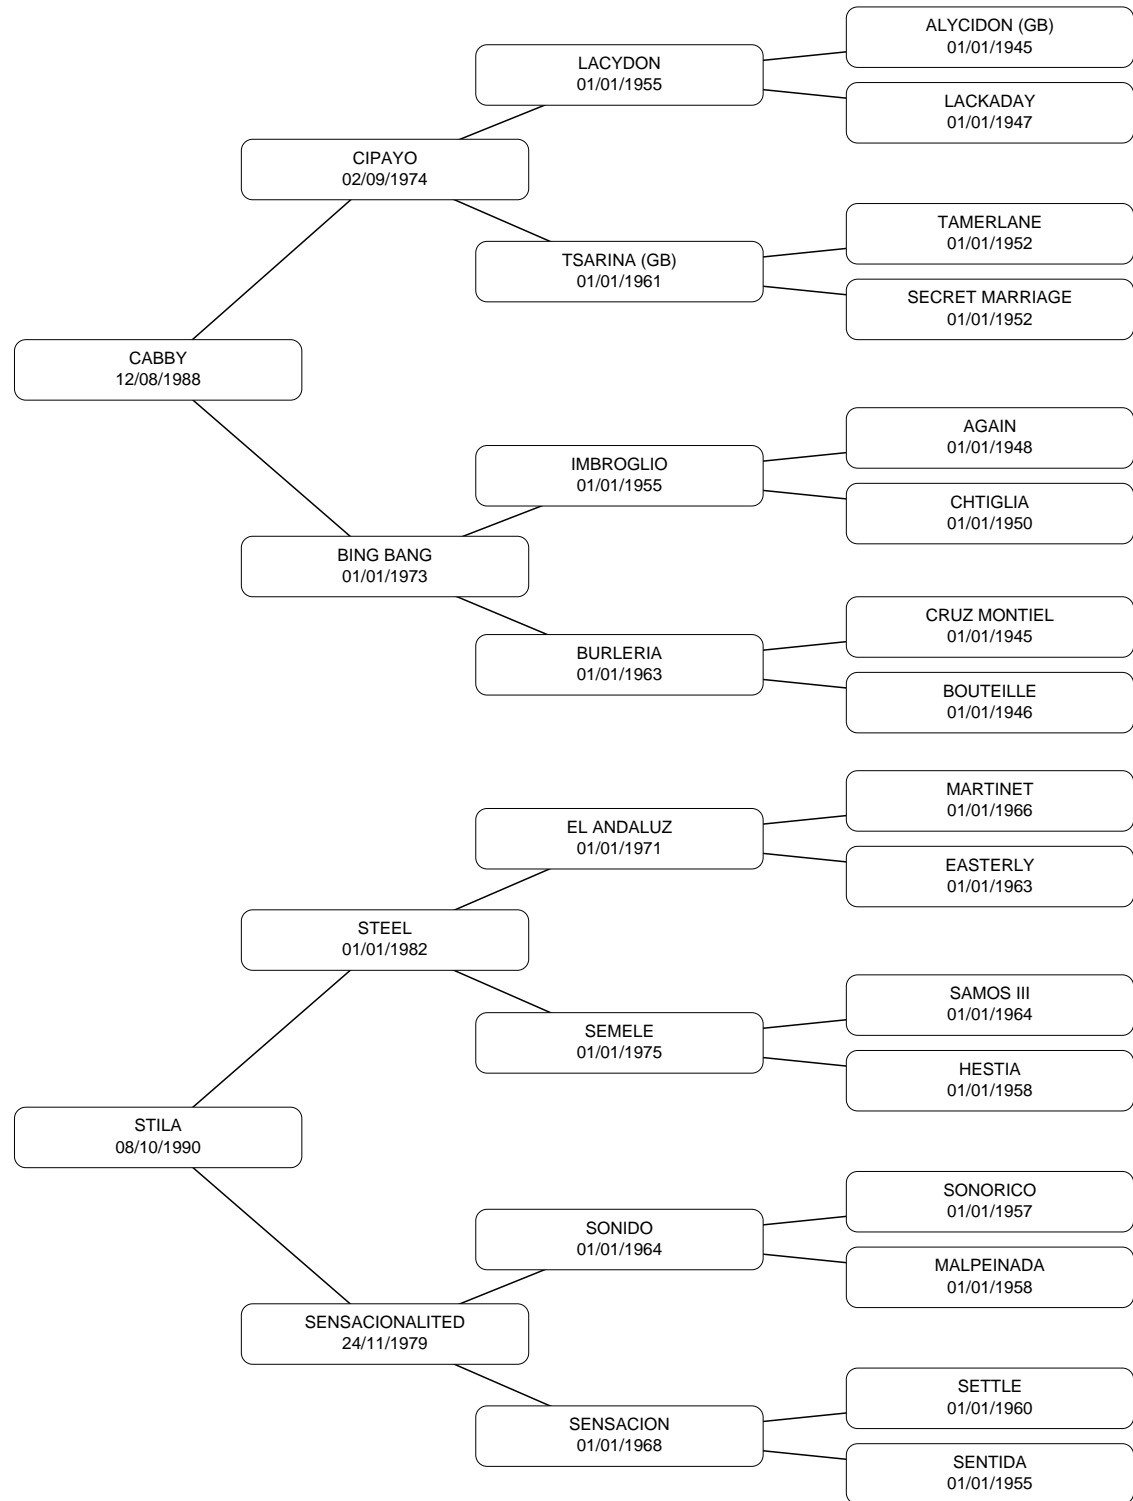 ALYCIDON (GB)
01/01/1945
LACYDON
01/01/1955
LACKADAY
01/01/1947
CIPAYO
02/09/1974
TAMERLANE
01/01/1952
TSARINA (GB)
01/01/1961
SECRET MARRIAGE
01/01/1952
CABBY
12/08/1988
AGAIN
01/01/1948
IMBROGLIO
01/01/1955
CHTIGLIA
01/01/1950
BING BANG
01/01/1973
CRUZ MONTIEL
01/01/1945
BURLERIA
01/01/1963
BOUTEILLE
01/01/1946
MARTINET
01/01/1966
EL ANDALUZ
01/01/1971
EASTERLY
01/01/1963
STEEL
01/01/1982
SAMOS III
01/01/1964
SEMELE
01/01/1975
HESTIA
01/01/1958
STILA
08/10/1990
SONORICO
01/01/1957
SONIDO
01/01/1964
MALPEINADA
01/01/1958
SENSACIONALITED
24/11/1979
SETTLE
01/01/1960
SENSACION
01/01/1968
SENTIDA
01/01/1955